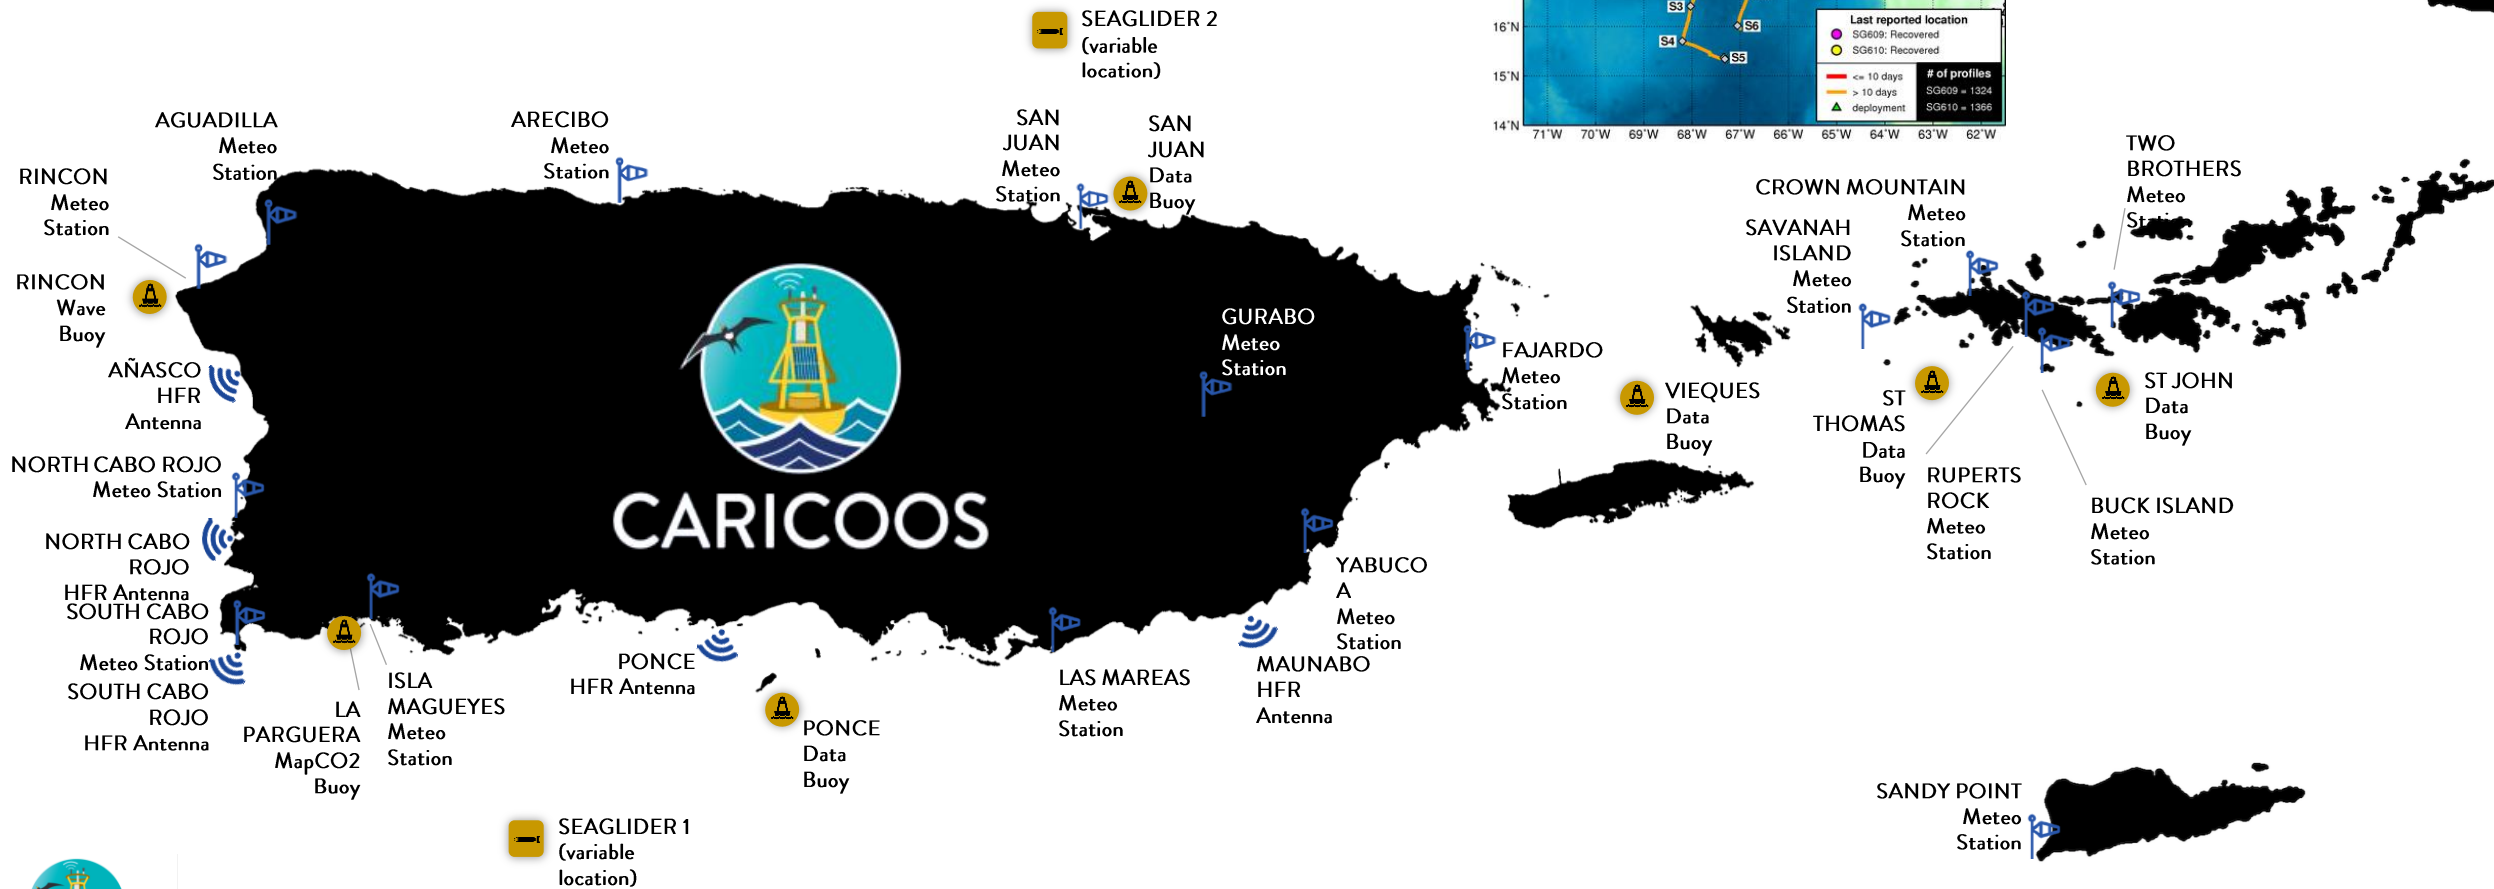 SEAGLIDER 2
(variable
location)
S3
S6
S4
S5
16°N
15°N
14°N
71°W
70°W
69°W
68°W
67°W
66°W
65°W
64°W
63°W
62°W
Last reported location
SG609: Recovered
SG610: Recovered
<= 10 days
> 10 days
deployment
# of profiles
SG609 = 1324
SG610 = 1366
AGUADILLA
Meteo
Station
ARECIBO
Meteo
Station
SAN
JUAN
Meteo
Station
SAN
JUAN
Data
Buoy
RINCON
Meteo
Station
RINCON
Wave
Buoy
AÑASCO
HFR
Antenna
NORTH CABO ROJO
Meteo Station
NORTH CABO
ROJO
HFR Antenna
SOUTH CABO
ROJO
Meteo Station
SOUTH CABO
ROJO
HFR Antenna
LA
PARGUERA
MapCO2
Buoy
ISLA
MAGUEYES
Meteo
Station
CARICOOS
GURABO
Meteo
Station
FAJARDO
Meteo
Station
YABUCO
A
Meteo
Station
MAUNABO
HFR
Antenna
LAS MAREAS
Meteo
Station
PONCE
HFR Antenna
PONCE
Data
Buoy
SEAGLIDER 1
(variable
location)
VIEQUES
Data
Buoy
CROWN MOUNTAIN
Meteo
Station
SAVANAH
ISLAND
Meteo
Station
TWO
BROTHERS
Meteo
Station
ST
THOMAS
Data
Buoy
RUPERTS
ROCK
Meteo
Station
BUCK ISLAND
Meteo
Station
ST JOHN
Data
Buoy
SANDY POINT
Meteo
Station